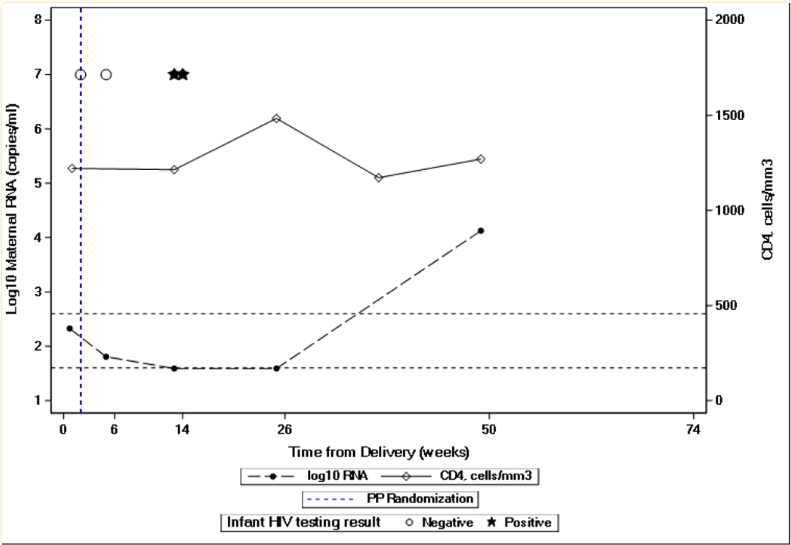 8
7
6
5
4
3
2
1
Log10 Maternal RNA (copies/ml)
2000
1500
1000
500
0
CD4, cells/mm3
0 6 14 26 50 74
Time from Delivery (weeks)
log10 RNA CD4, cells/mm3
PP Randomization
Infant HIV testing result Negative Positive